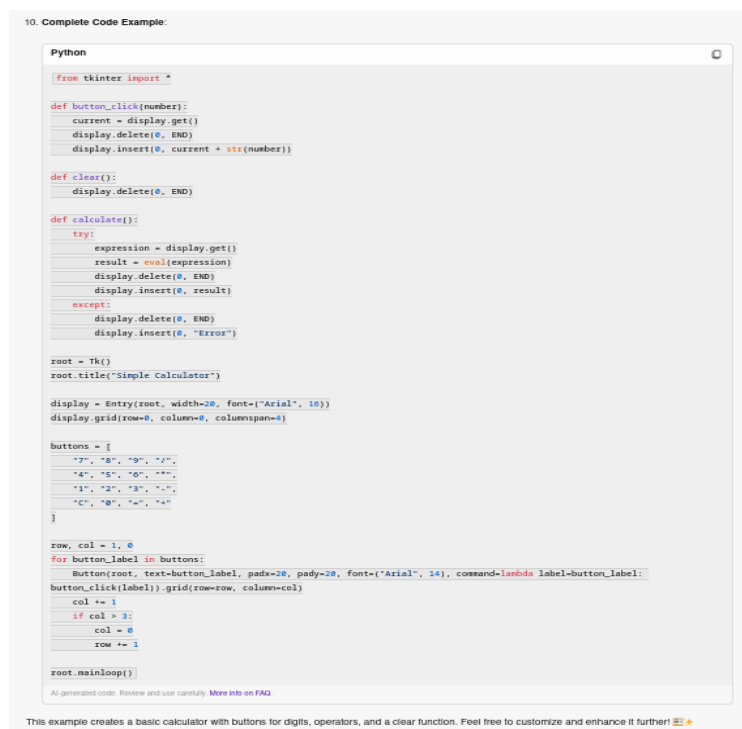 10. Complete Code Example:
Python
from tkinter import *
def button_click(number):
    current = display.get()
    display.delete(0, END)
    display.insert(0, current + str(number))
def clear():
    display.delete(0, END)
def calculate():
    try:
        expression = display.get()
        result = eval(expression)
        display.delete(0, END)
        display.insert(0, result)
    except:
        display.delete(0, END)
        display.insert(0, "Error")
root = Tk()
root.title("Simple Calculator")
display = Entry(root, width=20, font=("Arial", 16))
display.grid(row=0, column=0, columnspan=4)
buttons = [
    "7", "8", "9", "/",
    "4", "5", "6", "*",
    "1", "2", "3", "-",
    "C", "0", "=", "+"
]
row, col = 1, 0
for button_label in buttons:
    Button(root, text=button_label, padx=20, pady=20, font=("Arial", 14), command=lambda label=button_label:
button_click(label)).grid(row=row, column=col)
    col += 1
    if col > 3:
        col = 0
        row += 1
root.mainloop()
AI-generated code. Review and use carefully. More info on FAQ.
This example creates a basic calculator with buttons for digits, operators, and a clear function. Feel free to customize and enhance it further! 🧮✨